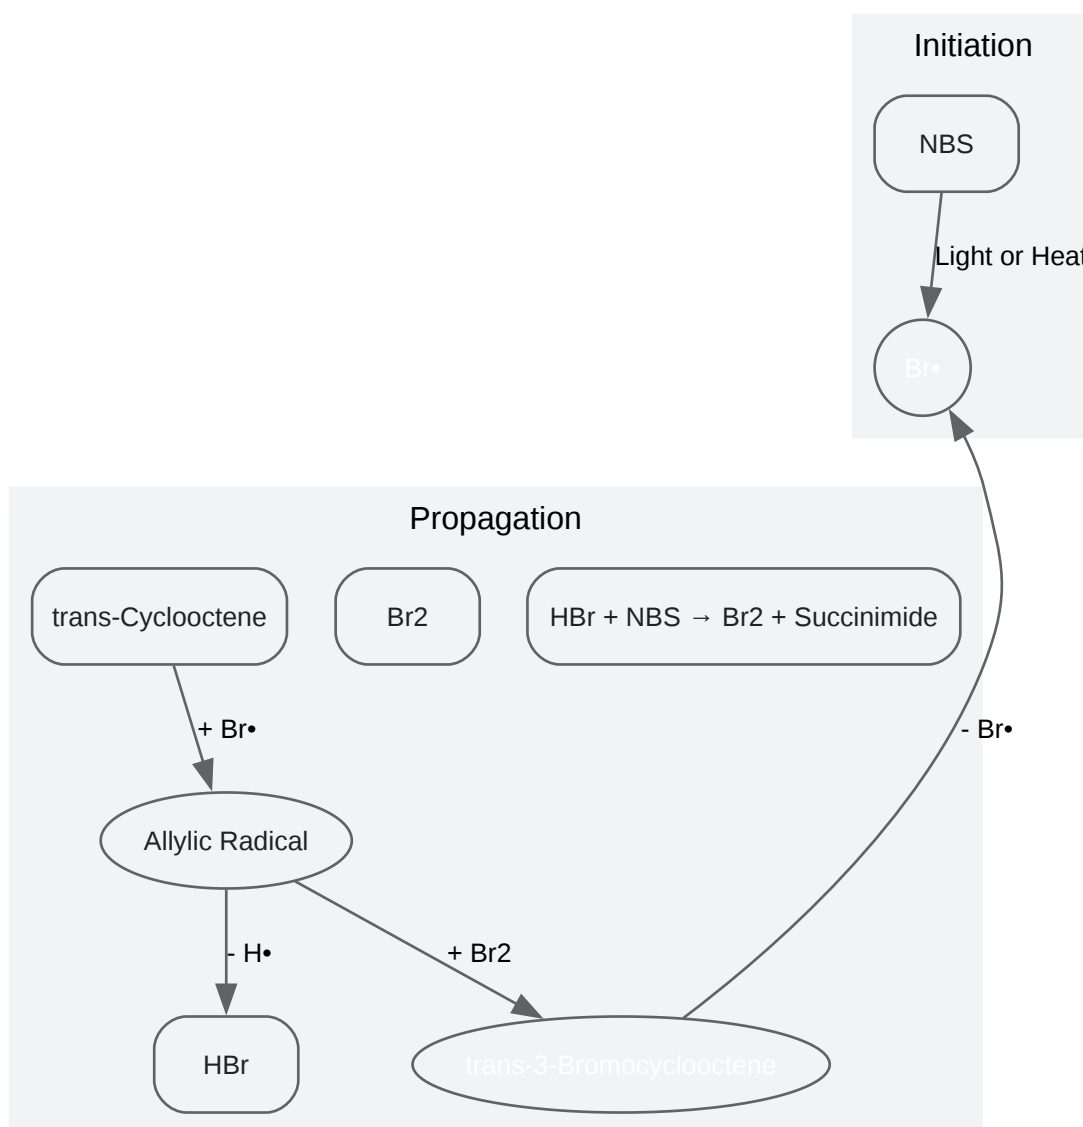 Initiation
NBS
Light or Heat
Br•
Propagation
trans-Cyclooctene
Br2
HBr + NBS → Br2 + Succinimide
+ Br•
- Br•
Allylic Radical
- H•
+ Br2
HBr
trans-3-Bromocyclooctene